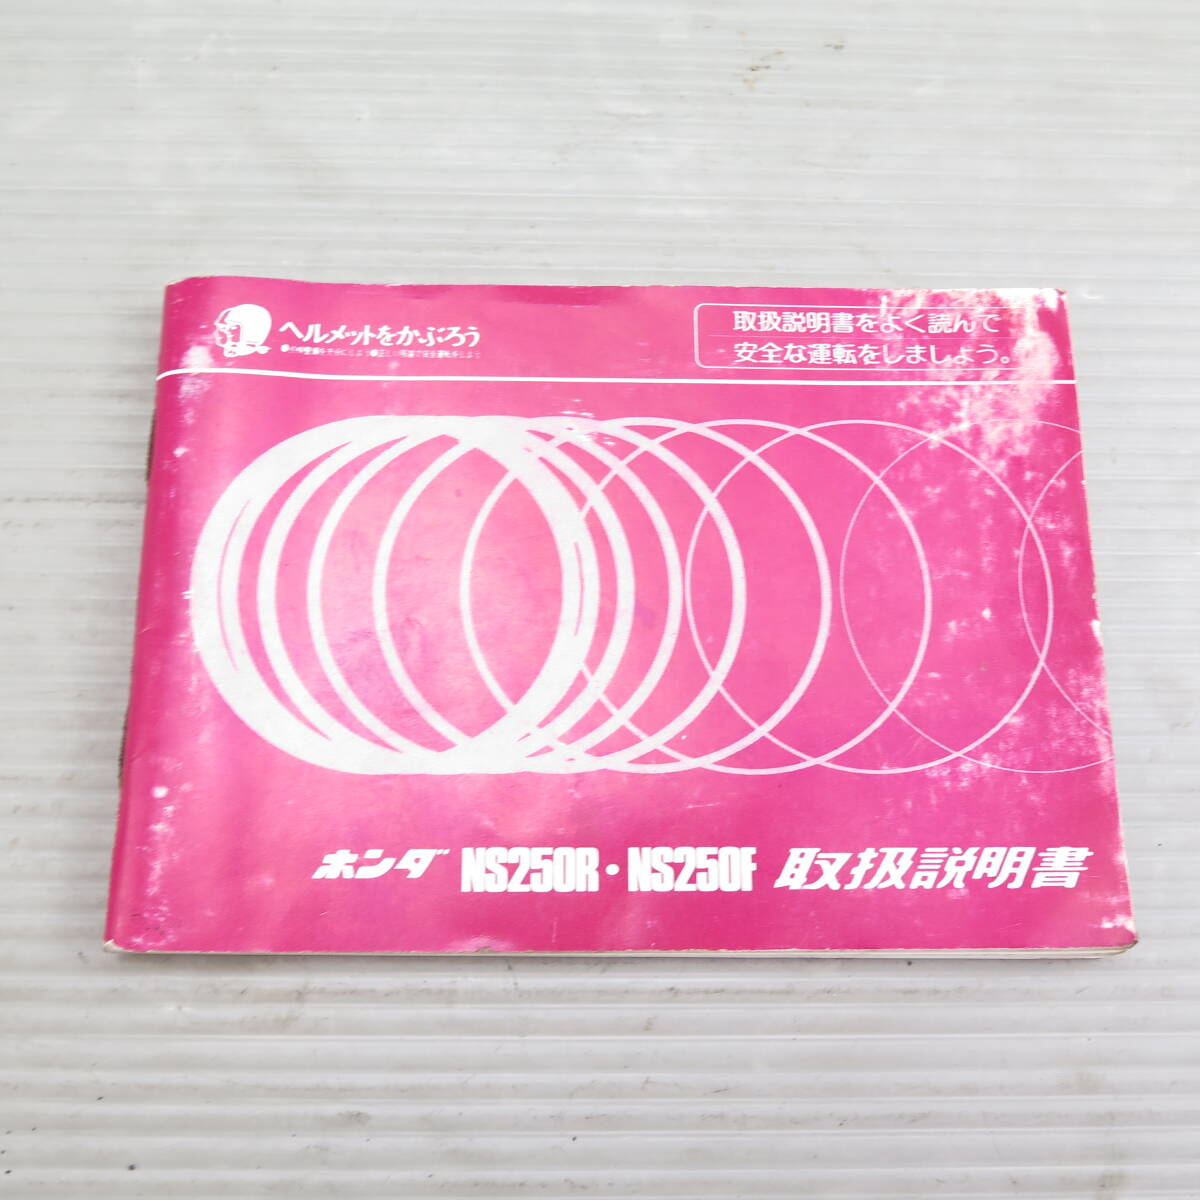 ヘルメットをかぶろう
取扱説明書をよく読んで
安全な運転をしましょう。
ホンダ NS250R・NS250F 取扱説明書